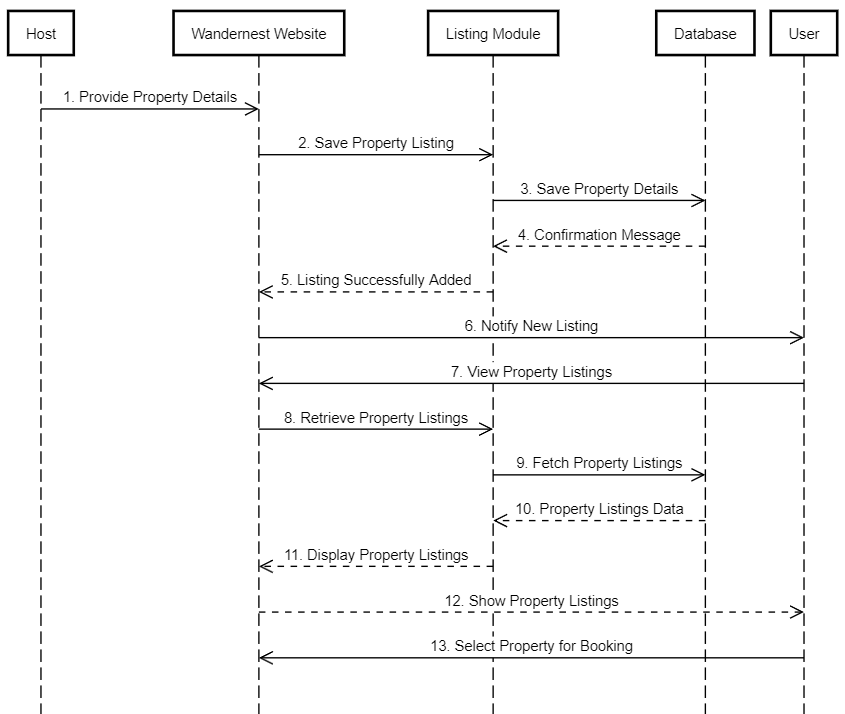 Host
Wandernest Website
Listing Module
Database
User
1. Provide Property Details
2. Save Property Listing
3. Save Property Details
4. Confirmation Message
5. Listing Successfully Added
6. Notify New Listing
7. View Property Listings
8. Retrieve Property Listings
9. Fetch Property Listings
10. Property Listings Data
11. Display Property Listings
12. Show Property Listings
13. Select Property for Booking